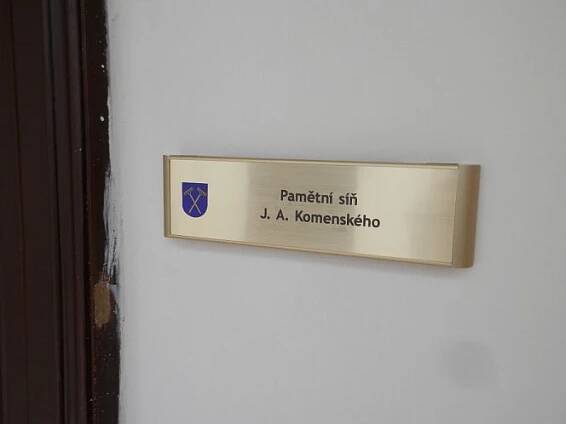 Pamětní síň
J. A. Komenského